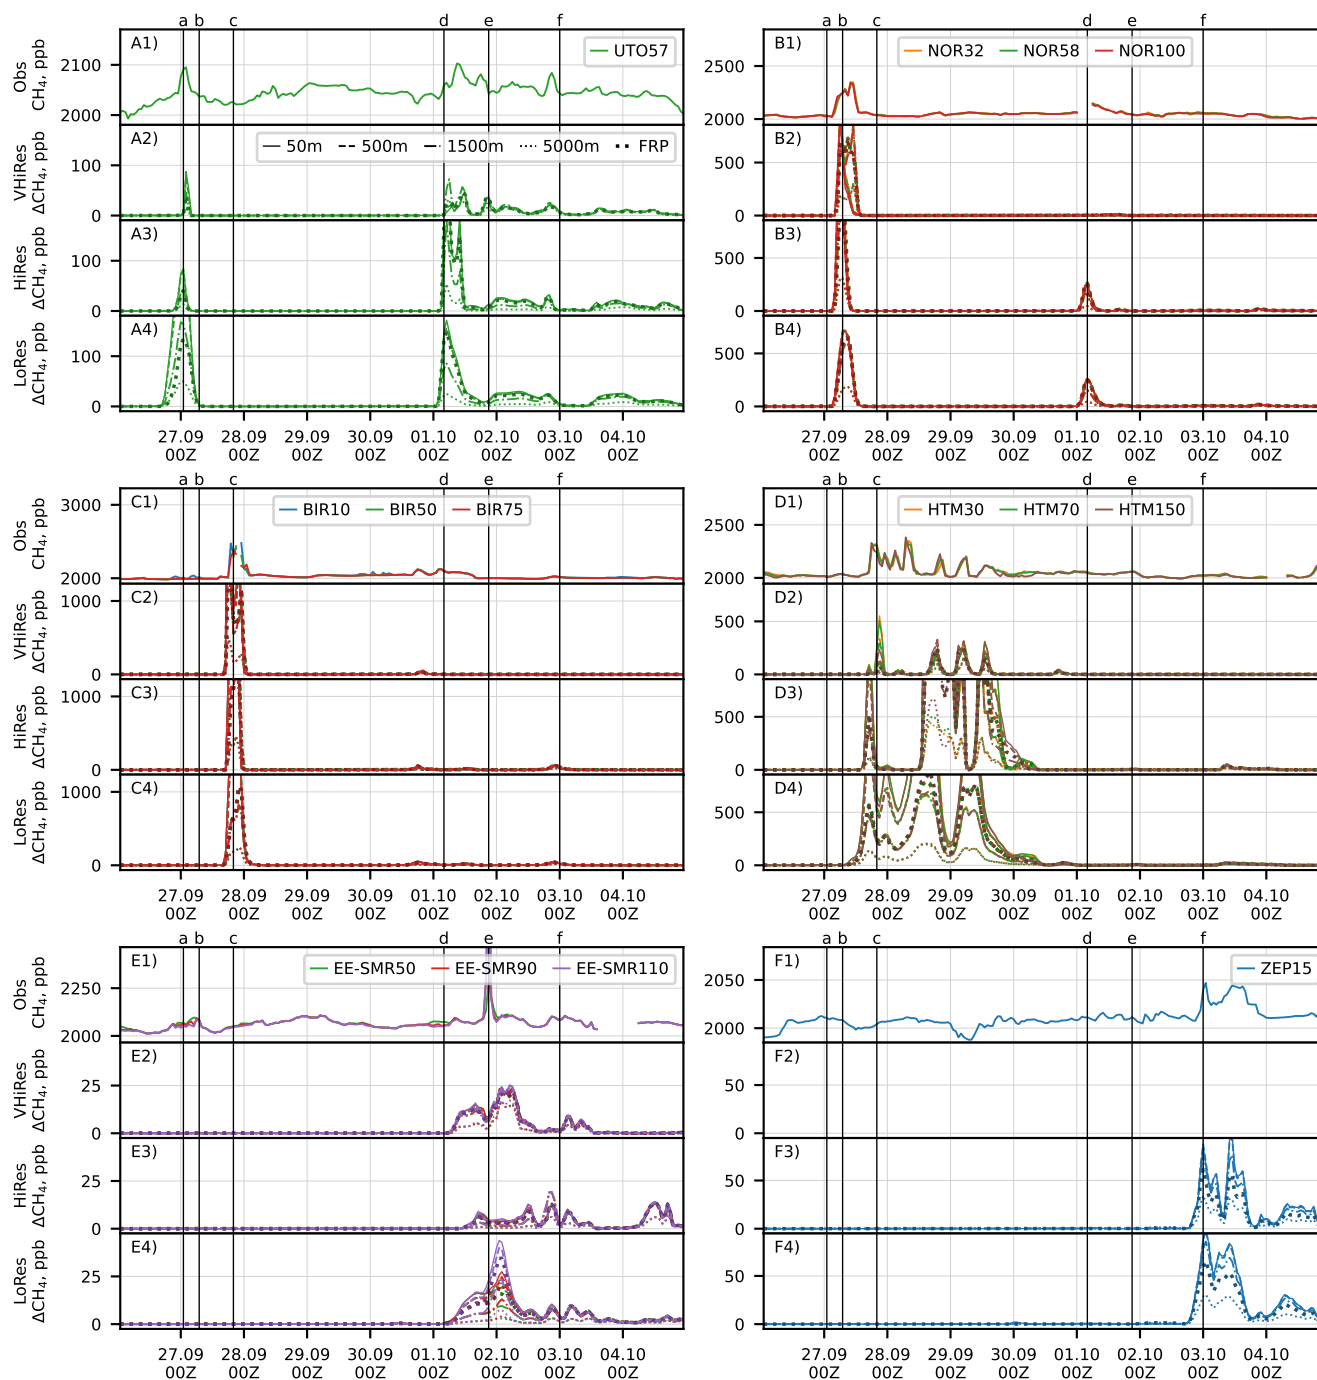 a b c d e f
A1)
UTO57
2100
2000
Obs
CH₄, ppb
A2)
50m 500m 1500m 5000m FRP
100
0
VHiRes
ΔCH₄, ppb
A3)
100
0
HiRes
ΔCH₄, ppb
A4)
100
0
LoRes
ΔCH₄, ppb
27.09 28.09 29.09 30.09 01.10 02.10 03.10 04.10
00Z 00Z 00Z 00Z 00Z 00Z 00Z 00Z
a b c d e f
B1)
NOR32 NOR58 NOR100
2500
2000
B2)
500
0
B3)
500
0
B4)
500
0
27.09 28.09 29.09 30.09 01.10 02.10 03.10 04.10
00Z 00Z 00Z 00Z 00Z 00Z 00Z 00Z
a b c d e f
C1)
BIR10 BIR50 BIR75
3000
2000
Obs
CH₄, ppb
C2)
1000
0
VHiRes
ΔCH₄, ppb
C3)
1000
0
HiRes
ΔCH₄, ppb
C4)
1000
0
LoRes
ΔCH₄, ppb
27.09 28.09 29.09 30.09 01.10 02.10 03.10 04.10
00Z 00Z 00Z 00Z 00Z 00Z 00Z 00Z
a b c d e f
D1)
HTM30 HTM70 HTM150
2500
2000
D2)
500
0
D3)
500
0
D4)
500
0
27.09 28.09 29.09 30.09 01.10 02.10 03.10 04.10
00Z 00Z 00Z 00Z 00Z 00Z 00Z 00Z
a b c d e f
E1)
EE-SMR50 EE-SMR90 EE-SMR110
2250
2000
Obs
CH₄, ppb
E2)
25
0
VHiRes
ΔCH₄, ppb
E3)
25
0
HiRes
ΔCH₄, ppb
E4)
25
0
LoRes
ΔCH₄, ppb
27.09 28.09 29.09 30.09 01.10 02.10 03.10 04.10
00Z 00Z 00Z 00Z 00Z 00Z 00Z 00Z
a b c d e f
F1)
ZEP15
2050
2000
F2)
50
0
F3)
50
0
F4)
50
0
27.09 28.09 29.09 30.09 01.10 02.10 03.10 04.10
00Z 00Z 00Z 00Z 00Z 00Z 00Z 00Z